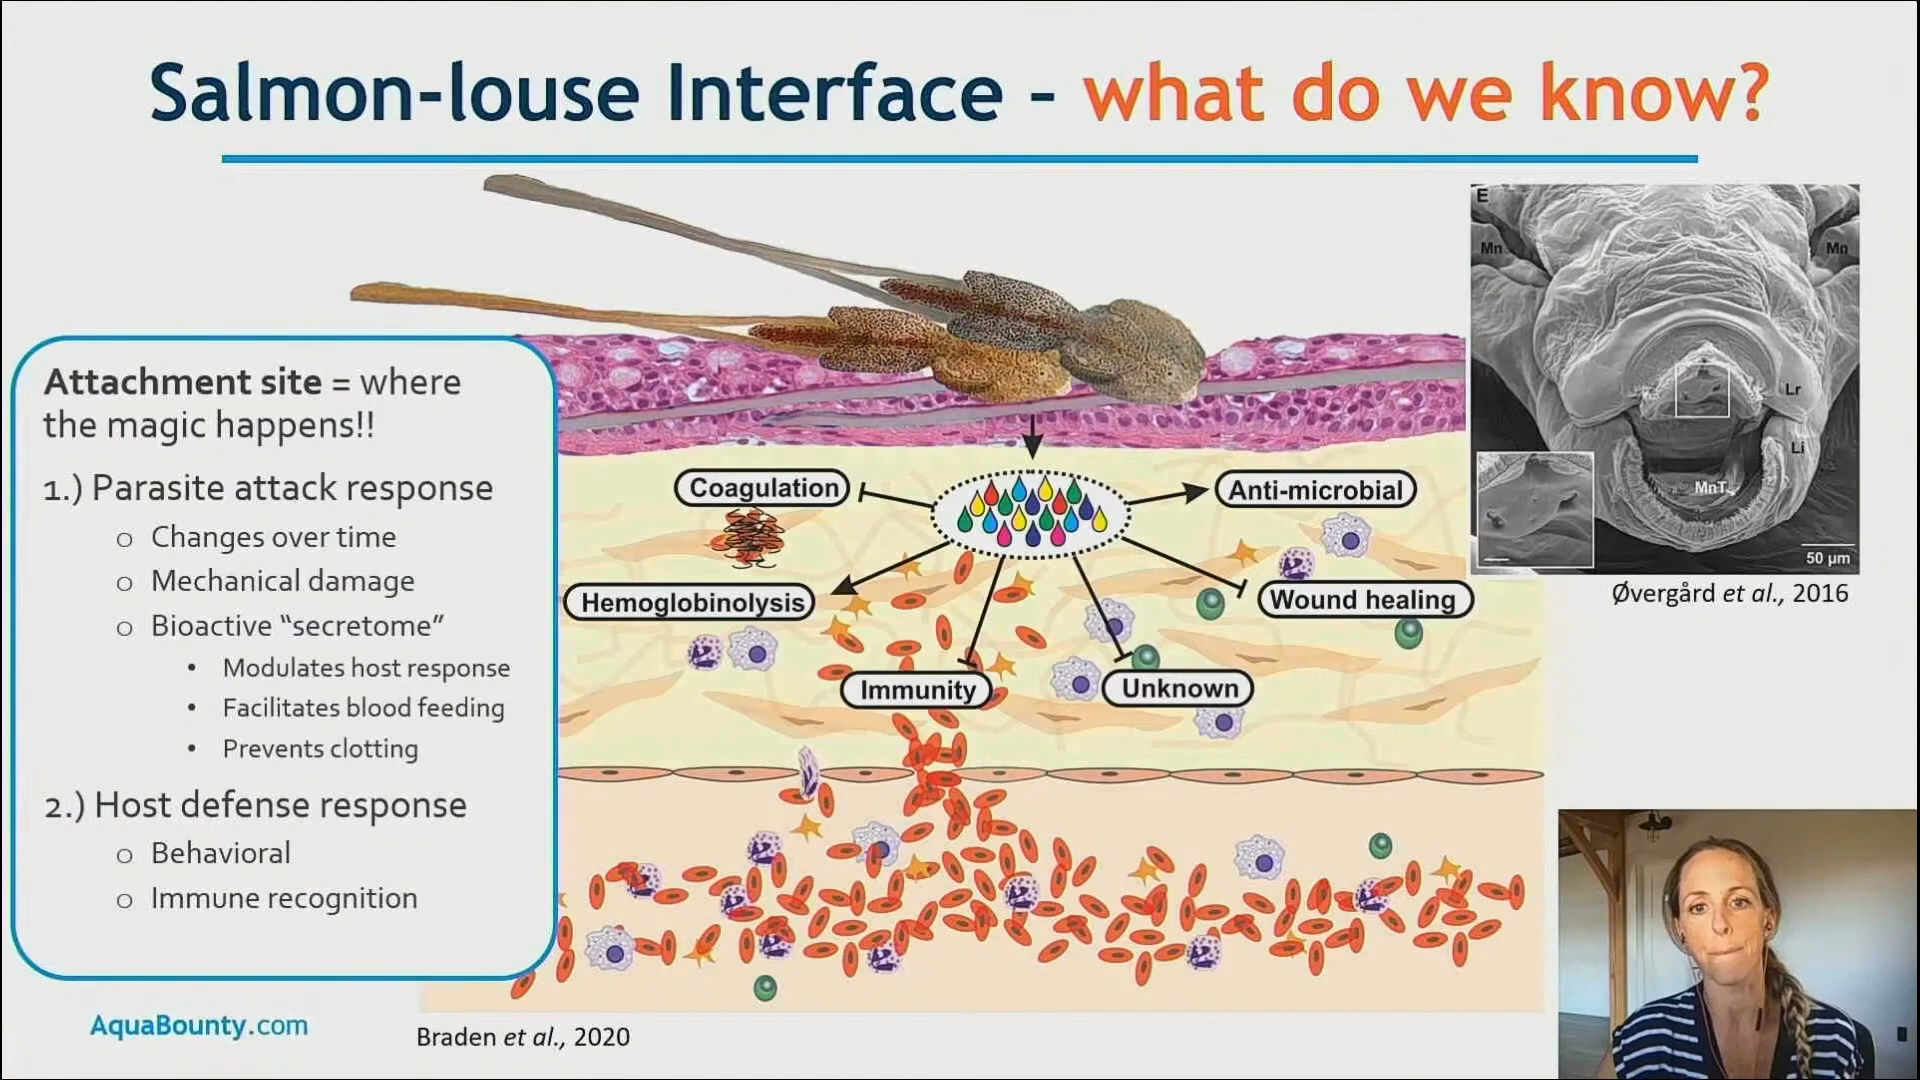 Salmon-louse Interface - what do we know?
Attachment site = where
the magic happens!!
1.) Parasite attack response
o Changes over time
o Mechanical damage
o Bioactive “secretome”
• Modulates host response
• Facilitates blood feeding
• Prevents clotting
2.) Host defense response
o Behavioral
o Immune recognition
Coagulation
Anti-microbial
Hemoglobinolysis
Wound healing
Immunity
Unknown
E
Mn
Mn
Lr
Li
MnT
50 µm
Øvergård et al., 2016
AquaBounty.com
Braden et al., 2020